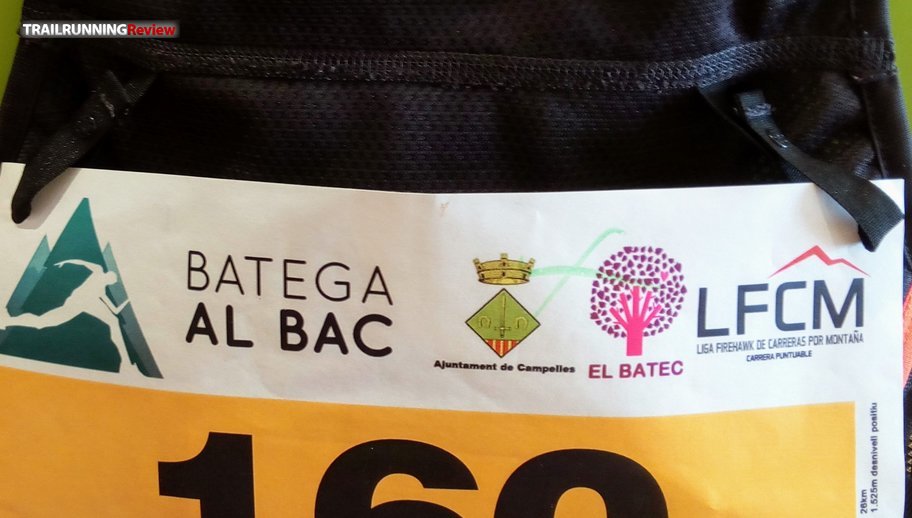 TRAILRUNNINGReview
BATEGA
AL BAC
Ajuntament de Campelles
EL BATEC
LFCM
LIGA FIREHAWK DE CARRERAS POR MONTAÑA
CARRERA PUNTUABLE
26km
1.525m desnivell positiu